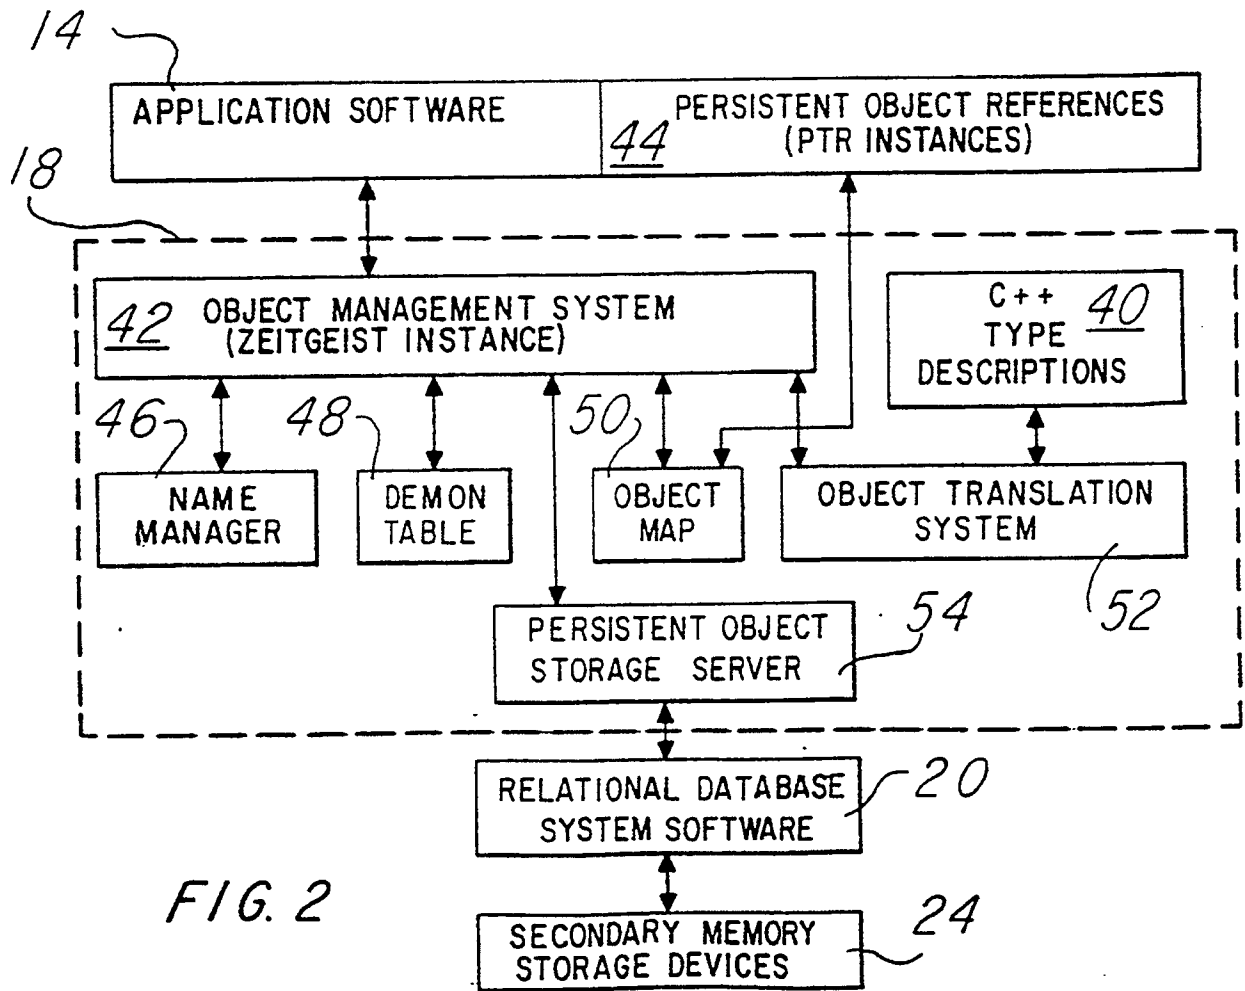 14
APPLICATION SOFTWARE
44
PERSISTENT OBJECT REFERENCES
(PTR INSTANCES)
18
42
OBJECT MANAGEMENT SYSTEM
(ZEITGEIST INSTANCE)
C++
TYPE
DESCRIPTIONS
40
46
48
50
NAME
MANAGER
DEMON
TABLE
OBJECT
MAP
OBJECT TRANSLATION
SYSTEM
52
PERSISTENT OBJECT
STORAGE SERVER
54
RELATIONAL DATABASE
SYSTEM SOFTWARE
20
FIG. 2
SECONDARY MEMORY
STORAGE DEVICES
24